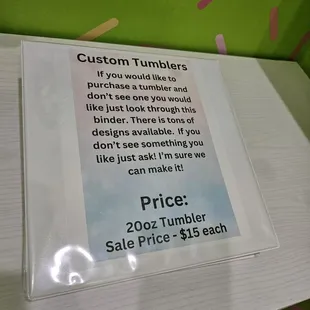 Custom Tumblers
If you would like to
purchase a tumbler and
don't see one you would
like just look through this
binder. There is tons of
designs available. If you
don't see something you
like just ask! I'm sure we
can make it!
Price:
20oz Tumbler
Sale Price - $15 each